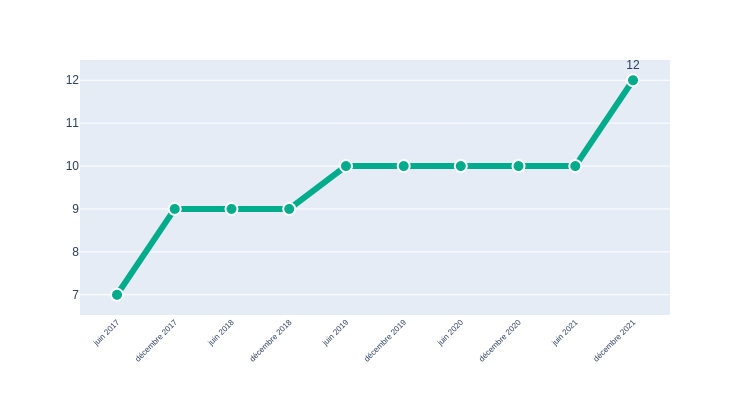 12
12
11
10
9
8
7
juin 2017
décembre 2017
juin 2018
décembre 2018
juin 2019
décembre 2019
juin 2020
décembre 2020
juin 2021
décembre 2021